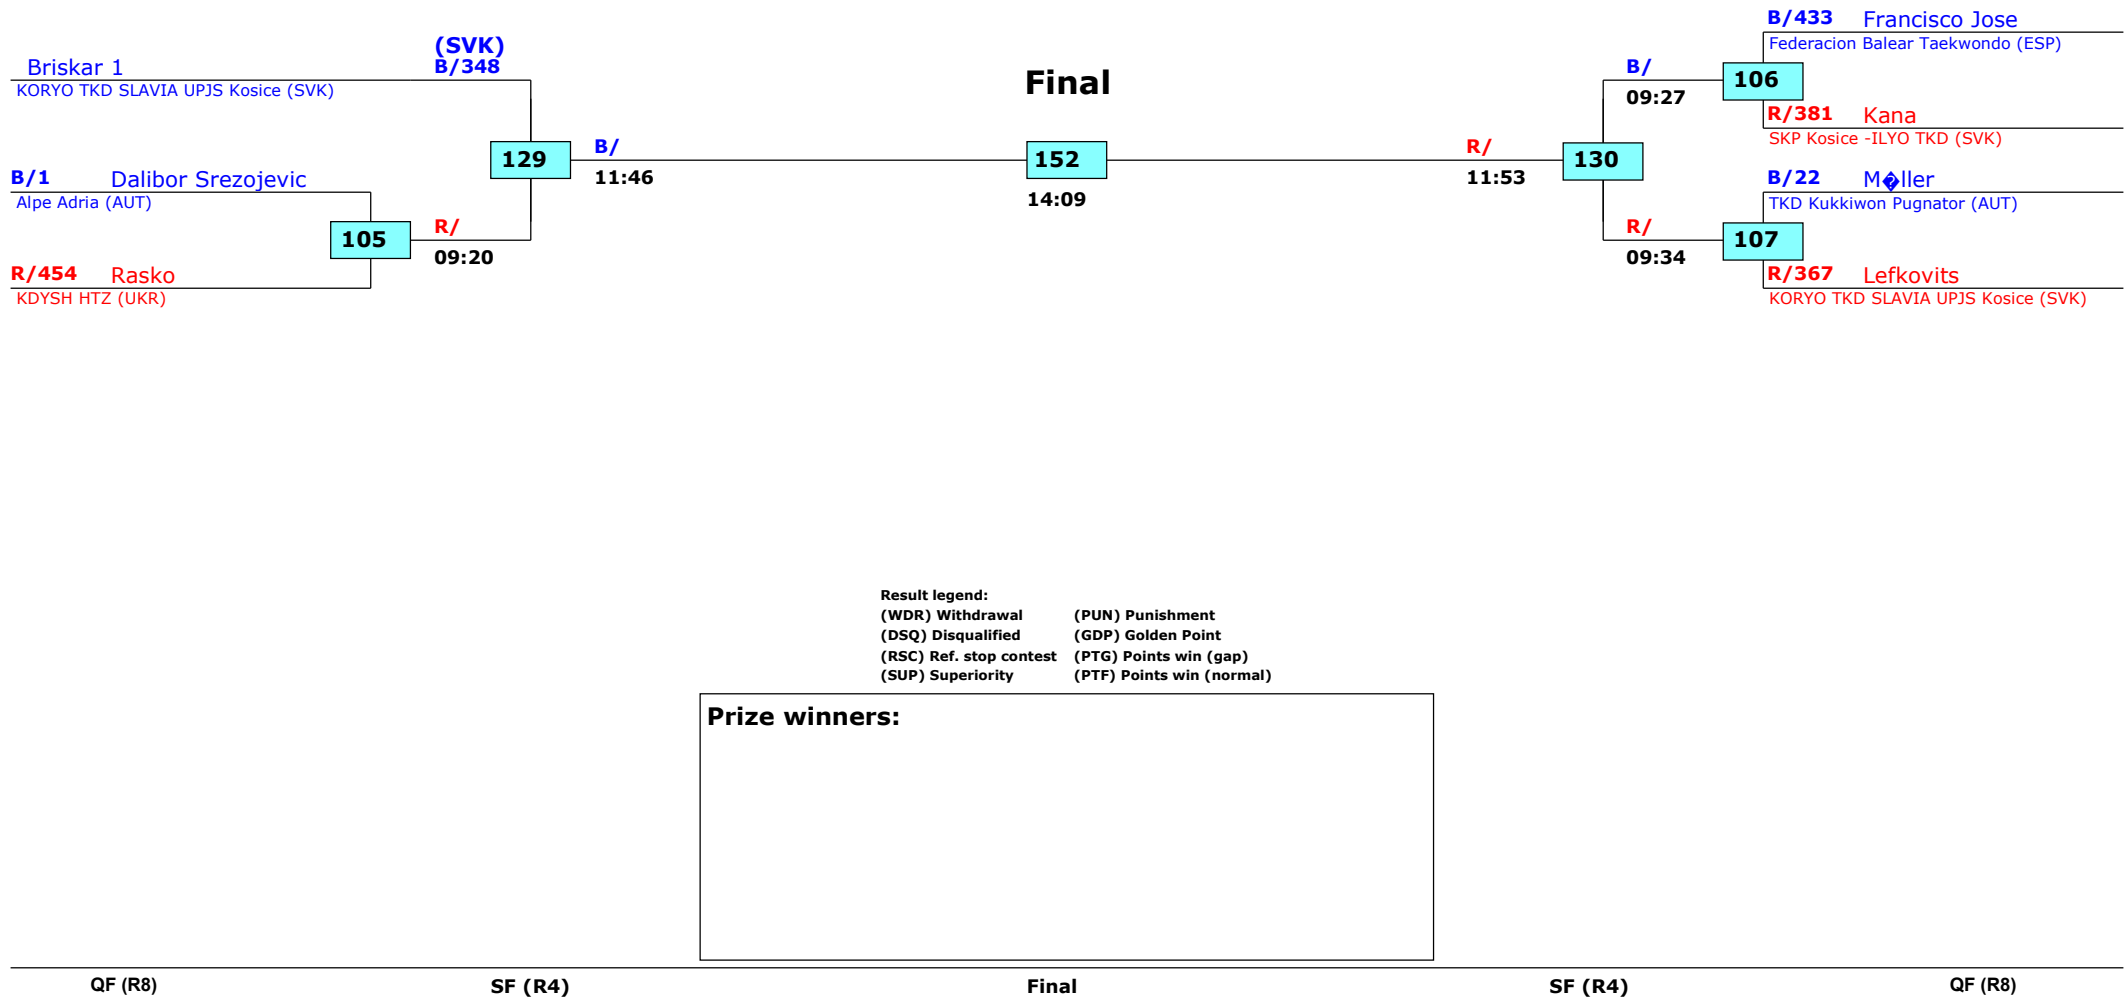 Final
(SVK)
Briskar 1 B/348
KORYO TKD SLAVIA UPJS Kosice (SVK)
129
B/
11:46
B/1 Dalibor Srezojevic
Alpe Adria (AUT)
105
R/
09:20
R/454 Rasko
KDYSH HTZ (UKR)
152
14:09
B/433 Francisco Jose
Federacion Balear Taekwondo (ESP)
B/
09:27
106
R/381 Kana
SKP Kosice -ILYO TKD (SVK)
R/
11:53
130
B/22 M�ller
TKD Kukkiwon Pugnator (AUT)
R/
09:34
107
R/367 Lefkovits
KORYO TKD SLAVIA UPJS Kosice (SVK)
Result legend:
(WDR) Withdrawal (PUN) Punishment
(DSQ) Disqualified (GDP) Golden Point
(RSC) Ref. stop contest (PTG) Points win (gap)
(SUP) Superiority (PTF) Points win (normal)
Prize winners:
QF (R8) SF (R4) Final SF (R4) QF (R8)